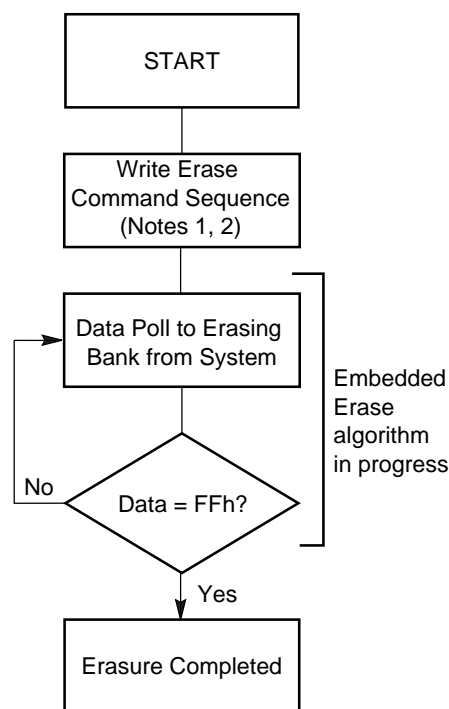 START
Write Erase
Command Sequence
(Notes 1, 2)
Data Poll to Erasing
Bank from System
Embedded
Erase
algorithm
in progress
No
Data = FFh?
Yes
Erasure Completed